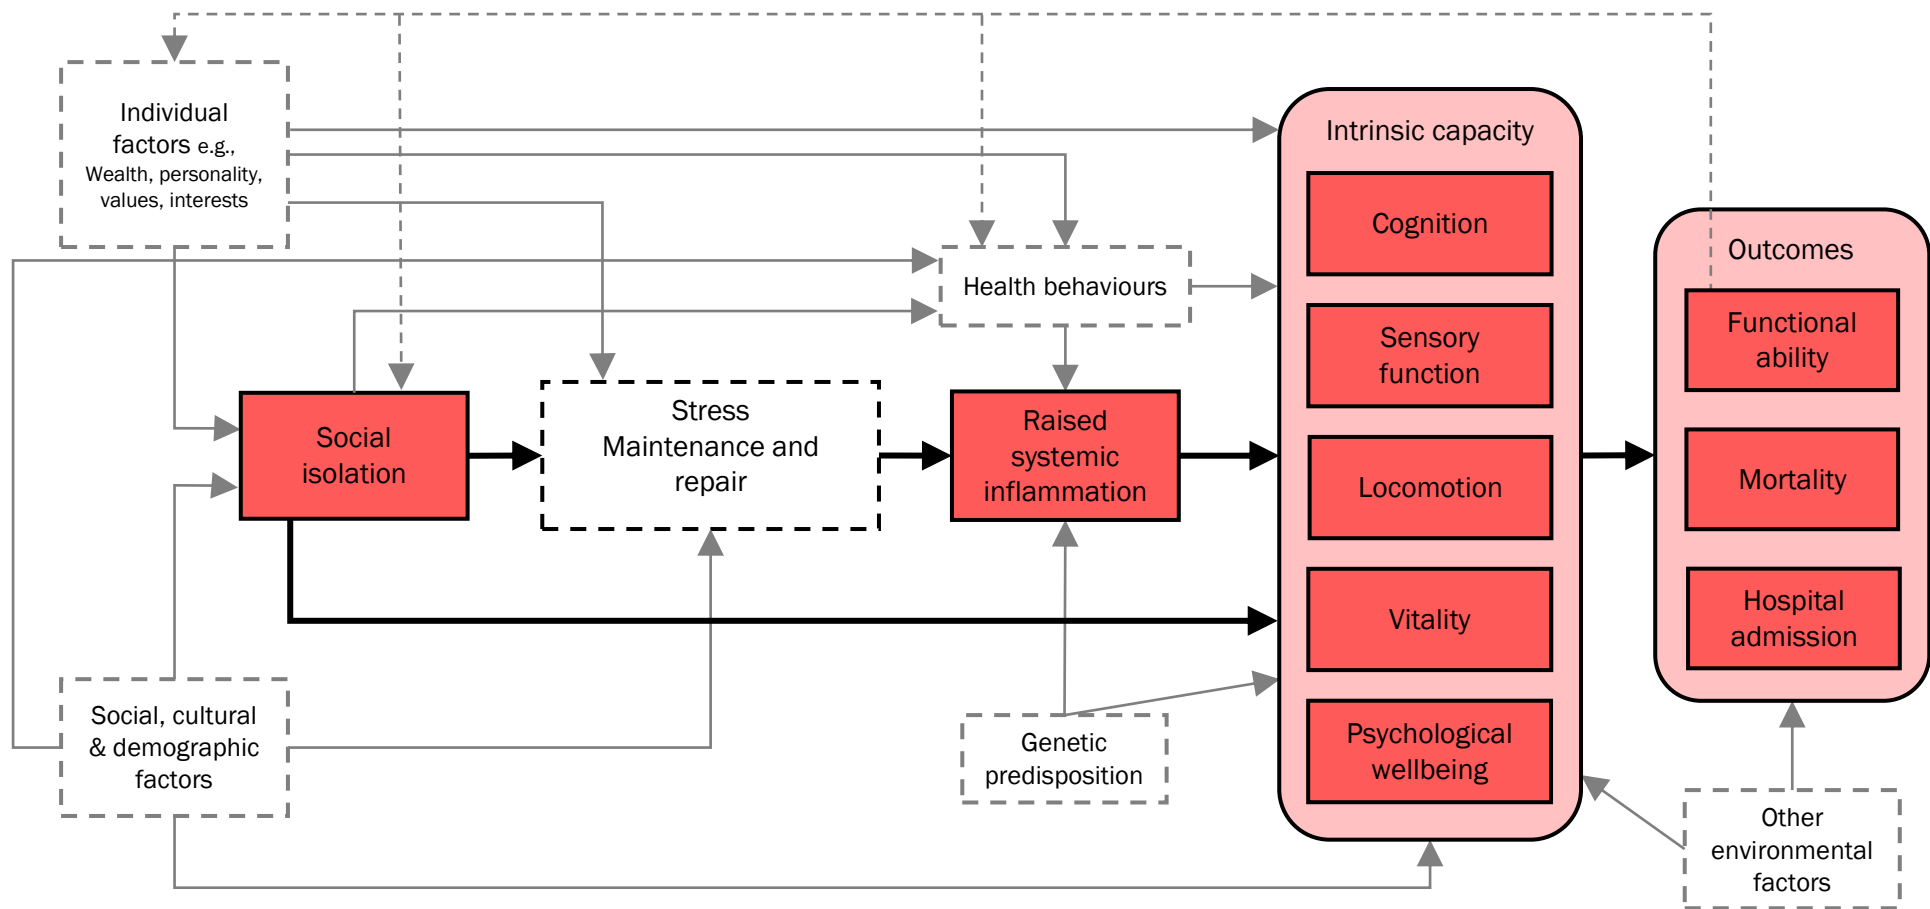 Individual
factors e.g.,
Wealth, personality,
values, interests
Health behaviours
Social
isolation
Stress
Maintenance and
repair
Raised
systemic
inflammation
Social, cultural
& demographic
factors
Genetic
predisposition
Intrinsic capacity
Cognition
Sensory
function
Locomotion
Vitality
Psychological
wellbeing
Outcomes
Functional
ability
Mortality
Hospital
admission
Other
environmental
factors